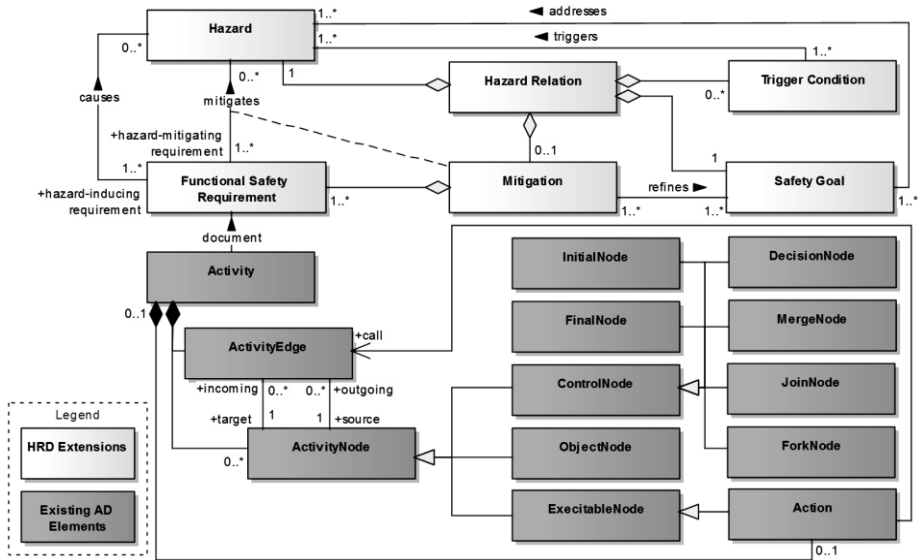 addresses
Hazard
1..*
1..*
triggers
0..*
1
1..*
Hazard Relation
Trigger Condition
0..*
causes
0..*
mitigates
+hazard-mitigating
requirement
1..*
0..1
1
1..*
Functional Safety
Requirement
Mitigation
refines
Safety Goal
+hazard-inducing
requirement
1..*
1..*
1..*
1..*
document
Activity
InitialNode
DecisionNode
0..1
FinalNode
MergeNode
+call
ActivityEdge
+incoming
0..*
0..*
+outgoing
ControlNode
JoinNode
+target
1
1
+source
Legend
HRD Extensions
ActivityNode
ObjectNode
ForkNode
0..*
Existing AD
Elements
ExecitableNode
Action
0..1